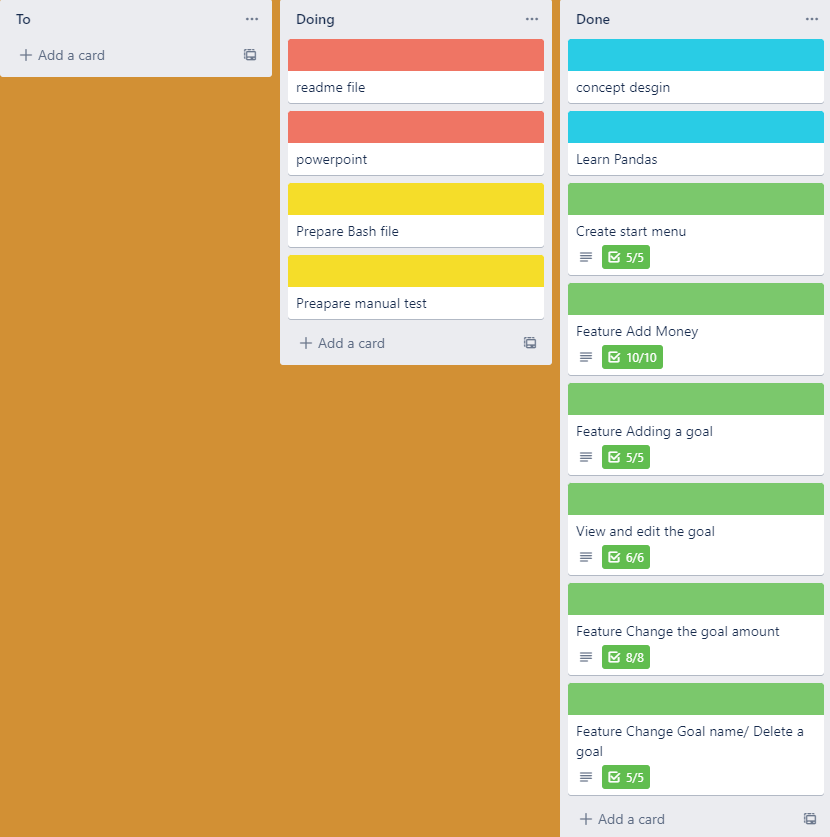 To
Add a card
Doing
readme file
powerpoint
Prepare Bash file
Preapare manual test
Add a card
Done
concept desgin
Learn Pandas
Create start menu
5/5
Feature Add Money
10/10
Feature Adding a goal
5/5
View and edit the goal
6/6
Feature Change the goal amount
8/8
Feature Change Goal name/ Delete a
goal
5/5
Add a card